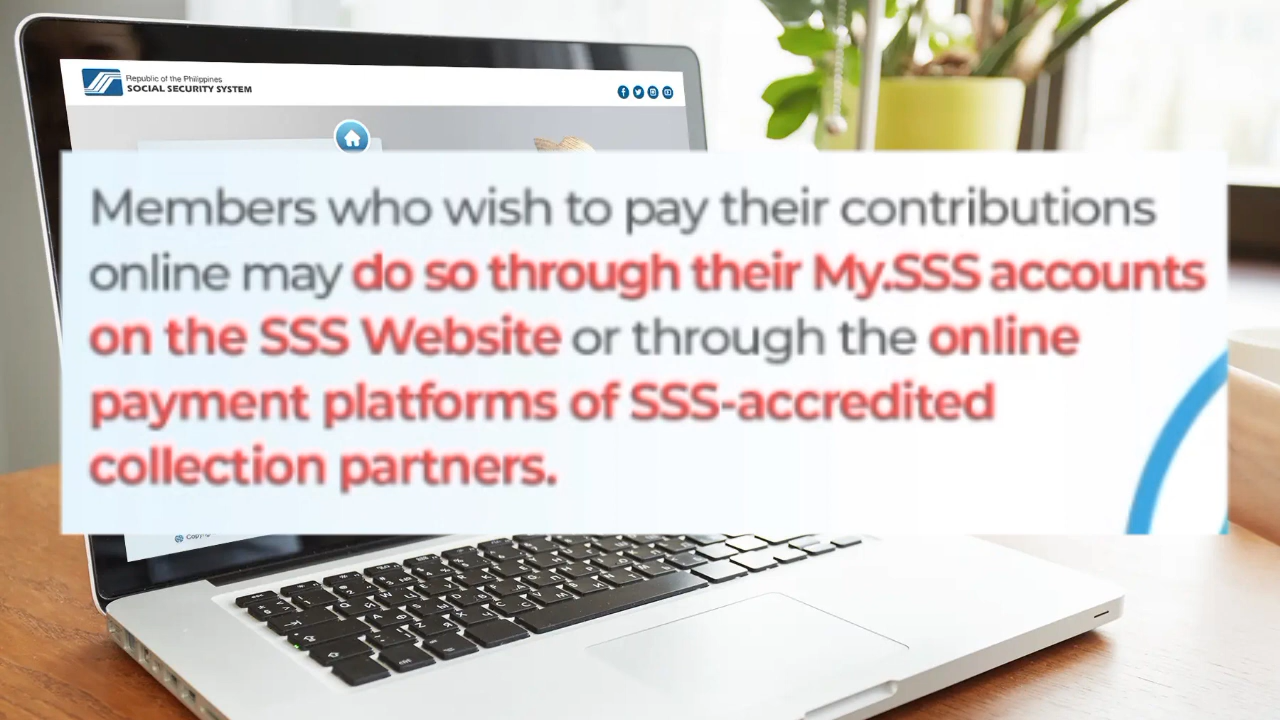 Republic of the Philippines
SOCIAL SECURITY SYSTEM
Members who wish to pay their contributions
online may do so through their My.SSS accounts
on the SSS Website or through the online
payment platforms of SSS-accredited
collection partners.